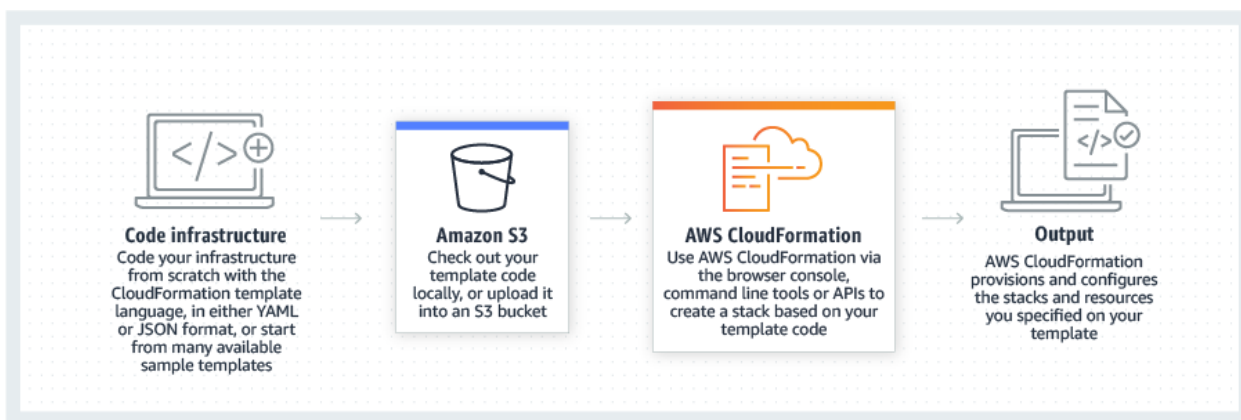 </>
Code infrastructure
Code your infrastructure
from scratch with the
CloudFormation template
language, in either YAML
or JSON format, or start
from many available
sample templates
Amazon S3
Check out your
template code
locally, or upload it
into an S3 bucket
AWS CloudFormation
Use AWS CloudFormation via
the browser console,
command line tools or APIs to
create a stack based on your
template code
</>
Output
AWS CloudFormation
provisions and configures
the stacks and resources
you specified on your
template